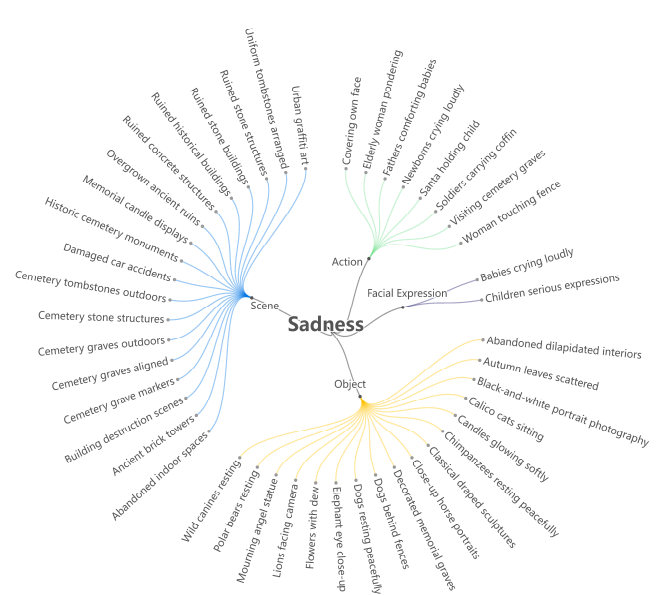 Sadness
Scene
Urban graffiti art
Uniform tombstones arranged
Ruined stone structures
Ruined stone buildings
Ruined historical buildings
Ruined concrete structures
Overgrown ancient ruins
Memorial candle displays
Historic cemetery monuments
Damaged car accidents
Cemetery tombstones outdoors
Cemetery stone structures
Cemetery graves outdoors
Cemetery graves aligned
Cemetery grave markers
Building destruction scenes
Ancient brick towers
Abandoned indoor spaces
Action
Covering own face
Elderly woman pondering
Fathers comforting babies
Newborns crying loudly
Santa holding child
Soldiers carrying coffin
Visiting cemetery graves
Woman touching fence
Facial Expression
Babies crying loudly
Children serious expressions
Object
Abandoned dilapidated interiors
Autumn leaves scattered
Black-and-white portrait photography
Calico cats sitting
Candles glowing softly
Chimpanzees resting peacefully
Classical draped sculptures
Close-up horse portraits
Decorated memorial graves
Dogs behind fences
Dogs resting peacefully
Elephant eye close-up
Flowers with dew
Lions facing camera
Mourning angel statue
Polar bears resting
Wild canines resting